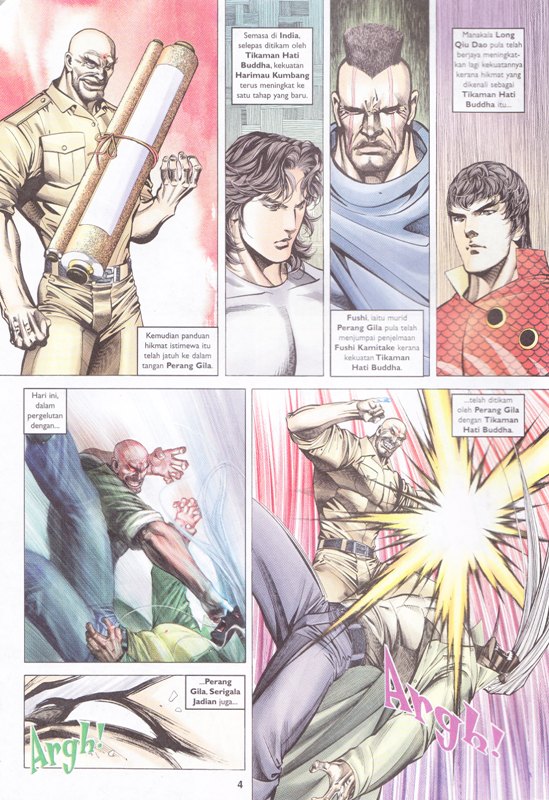 Kemudian panduan
hikmat istimewa itu
telah jatuh ke dalam
tangan Perang Gila.
Semasa di India,
selepas ditikam oleh
Tikaman Hati
Buddha, kekuatan
Harimau Kumbang
terus meningkat ke
satu tahap yang baru.
Fushi, iaitu murid
Perang Gila pula telah
menjumpai penjelmaan
Fushi Kamitake kerana
kekuatan Tikaman
Hati Buddha.
Manakala Long
Qiu Dao pula telah
berjaya meningkat-
kan lagi kekuatannya
kerana hikmat yang
dikenali sebagai
Tikaman Hati
Buddha itu...
Hari ini,
dalam
pergelutan
dengan...
...Perang
Gila, Serigala
Jadian juga...
Argh!
...telah ditikam
oleh Perang Gila
dengan Tikaman
Hati Buddha.
Argh!
4